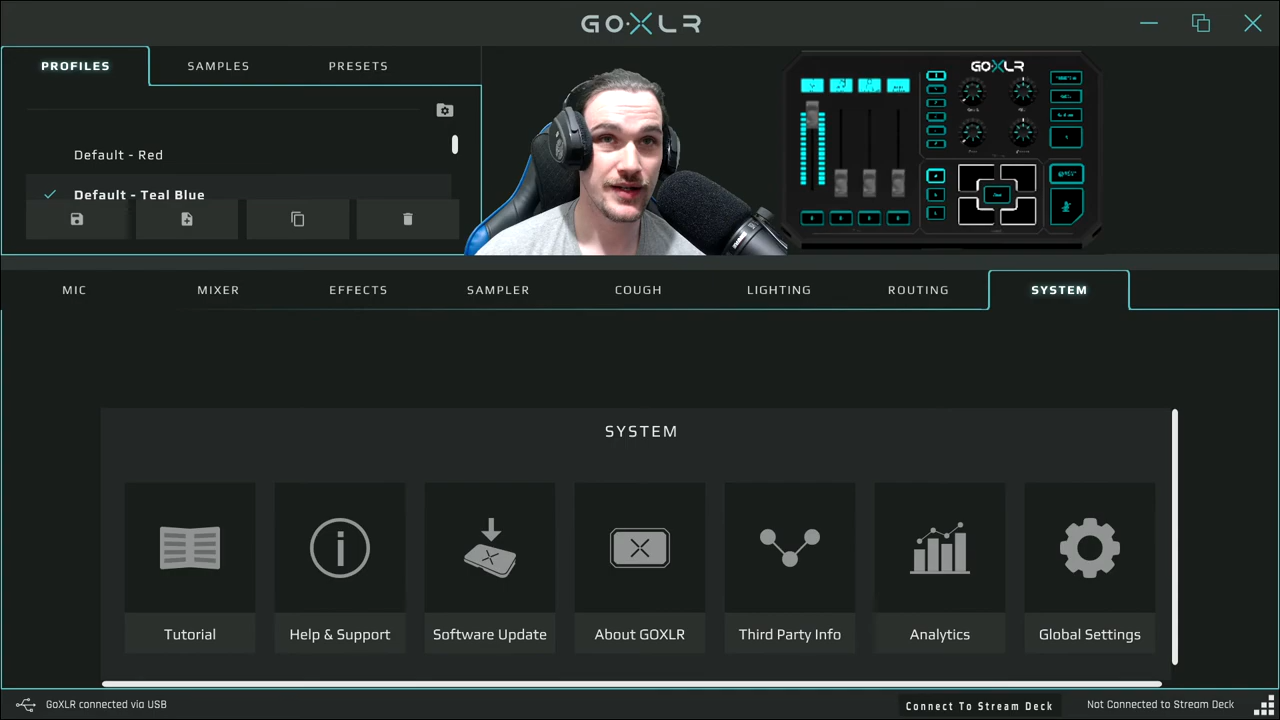 GO·XLR
PROFILES
SAMPLES
PRESETS
Default - Red
Default - Teal Blue
GOXLR
MIC
MIXER
EFFECTS
SAMPLER
COUGH
LIGHTING
ROUTING
SYSTEM
SYSTEM
Tutorial
Help & Support
Software Update
About GOXLR
Third Party Info
Analytics
Global Settings
GoXLR connected via USB
Connect To Stream Deck
Not Connected to Stream Deck